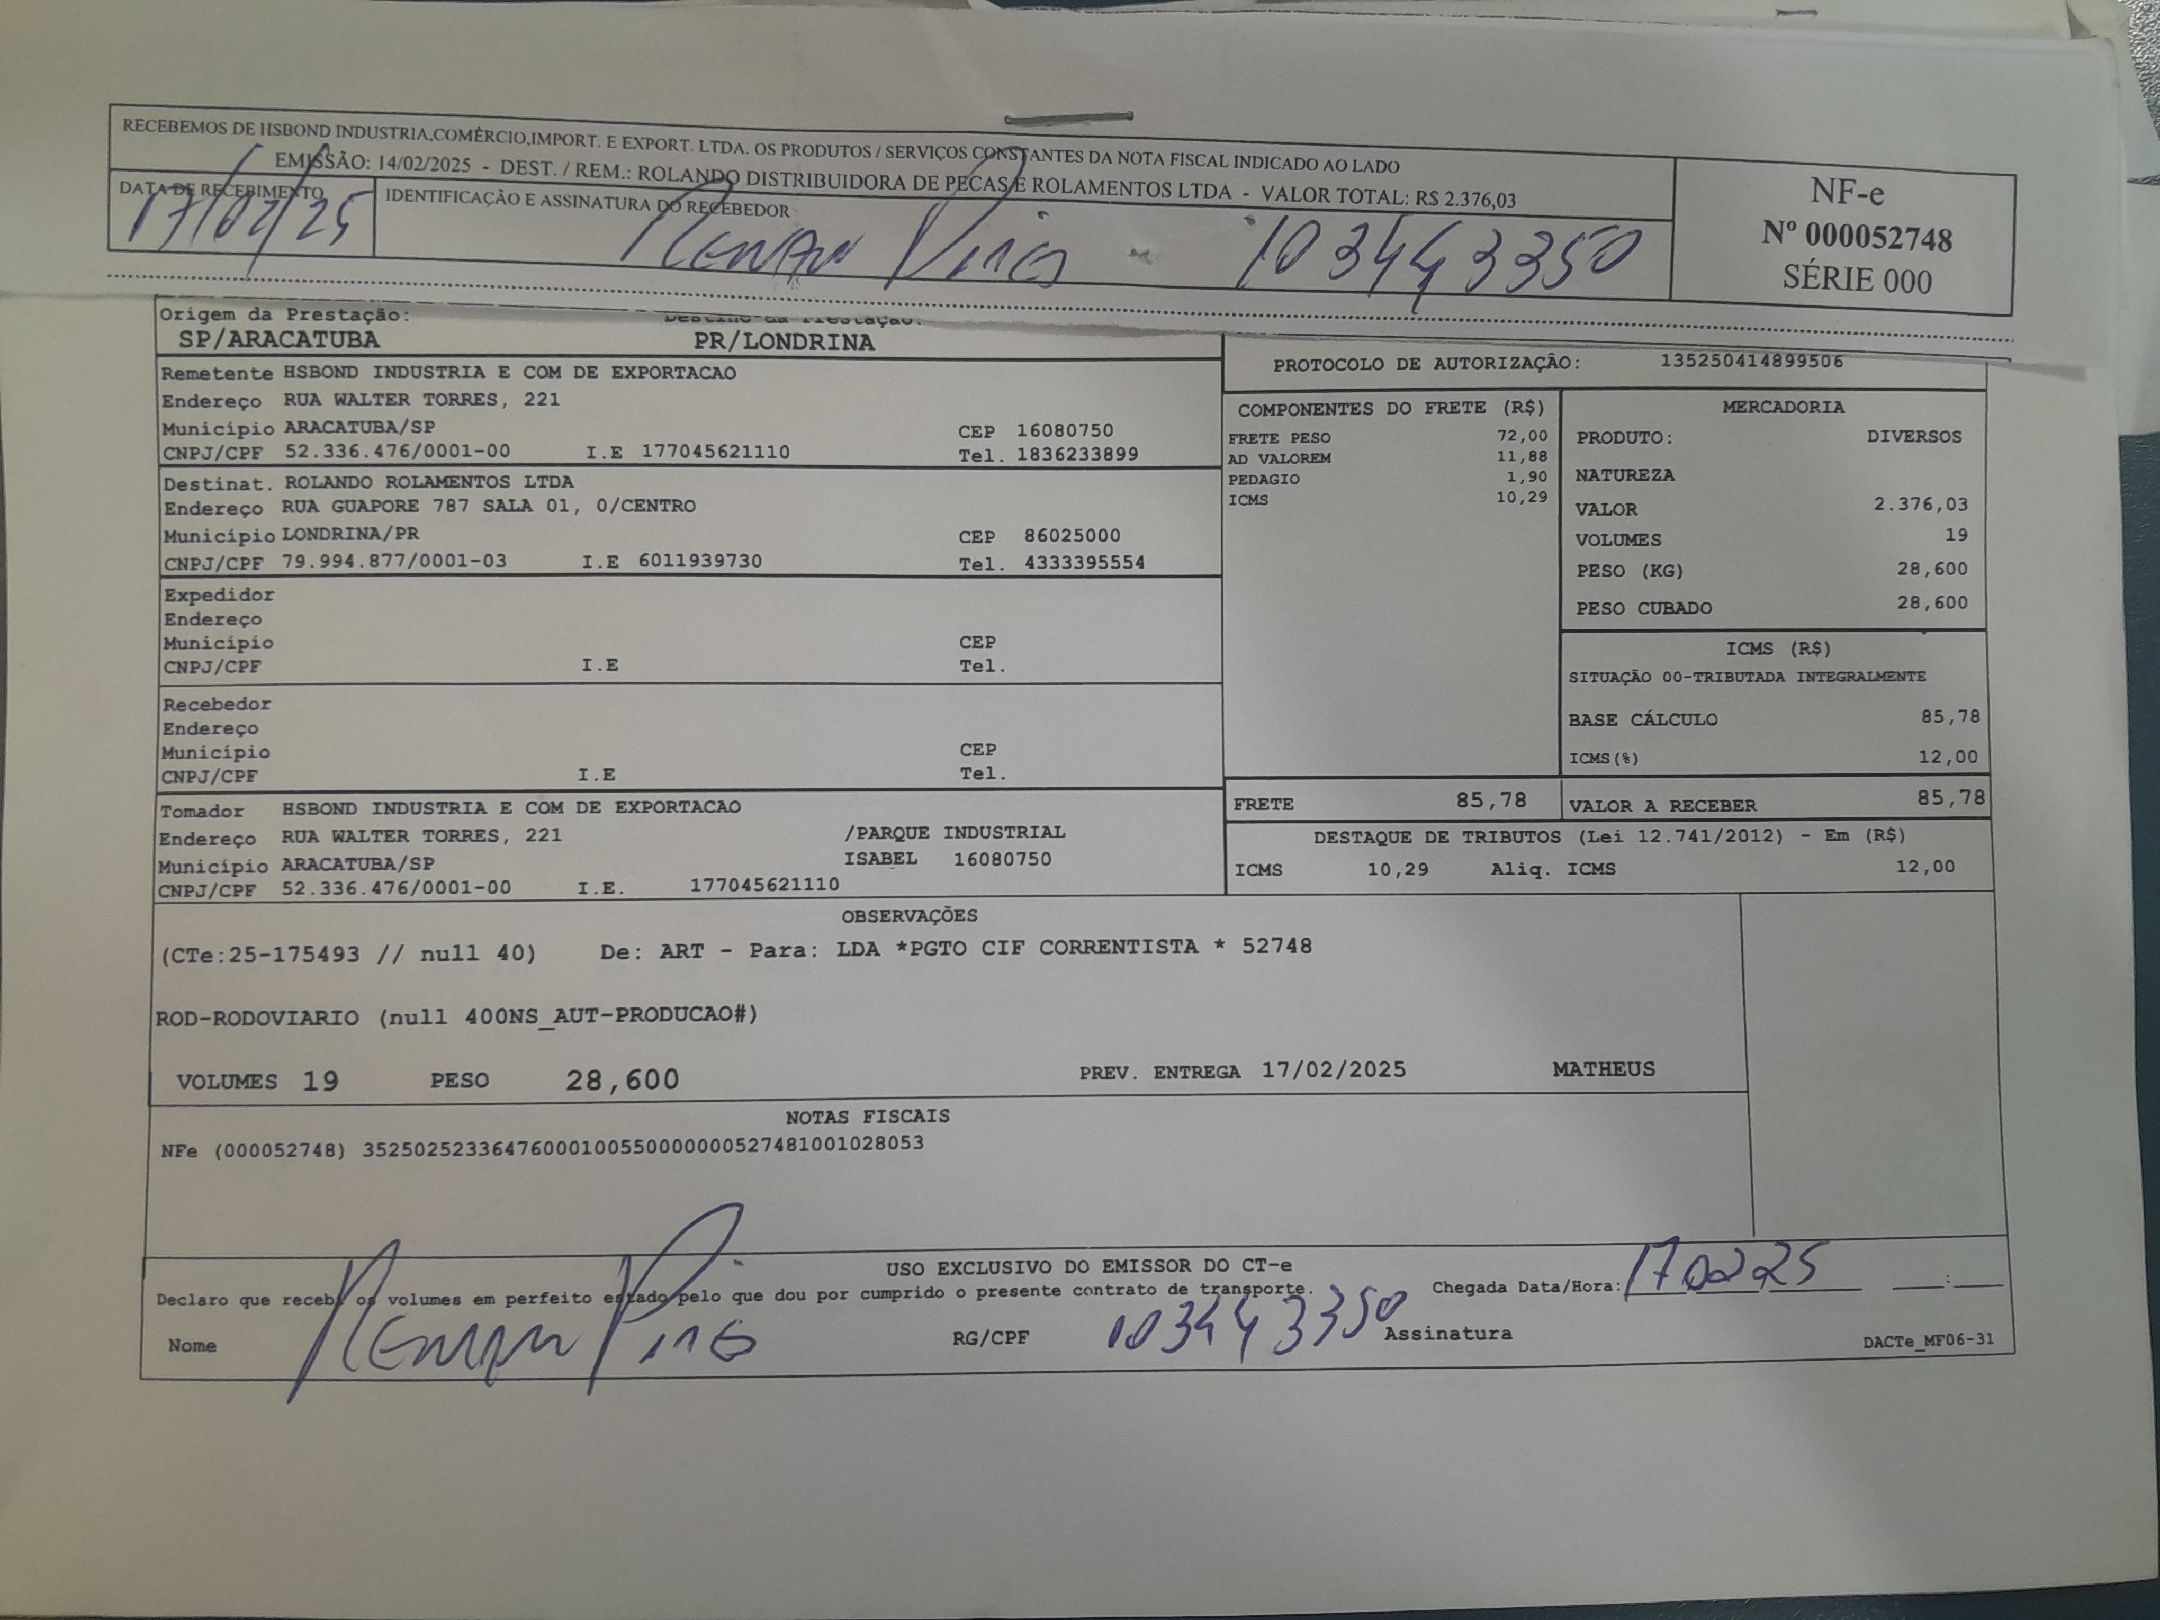 RECEBEMOS DE HSBOND INDUSTRIA,COMÉRCIO,IMPORT. E EXPORT. LTDA. OS PRODUTOS / SERVIÇOS CONSTANTES DA NOTA FISCAL INDICADO AO LADO
EMISSÃO: 14/02/2025 - DEST. / REM.: ROLANDO DISTRIBUIDORA DE PECAS E ROLAMENTOS LTDA - VALOR TOTAL: R$ 2.376,03
DATA DE RECEBIMENTO
17/02/25
IDENTIFICAÇÃO E ASSINATURA DO RECEBEDOR
Renan Pires - 103443350
NF-e
Nº 000052748
SÉRIE 000
Origem da Prestação: Destino da Prestação:
SP/ARACATUBA PR/LONDRINA
Remetente HSBOND INDUSTRIA E COM DE EXPORTACAO
Endereço RUA WALTER TORRES, 221
Município ARACATUBA/SP CEP 16080750
CNPJ/CPF 52.336.476/0001-00 I.E 177045621110 Tel. 1836233899
Destinat. ROLANDO ROLAMENTOS LTDA
Endereço RUA GUAPORE 787 SALA 01, 0/CENTRO
Município LONDRINA/PR CEP 86025000
CNPJ/CPF 79.994.877/0001-03 I.E 6011939730 Tel. 4333395554
Expedidor
Endereço
Município CEP
CNPJ/CPF I.E Tel.
Recebedor
Endereço
Município CEP
CNPJ/CPF I.E Tel.
Tomador HSBOND INDUSTRIA E COM DE EXPORTACAO
Endereço RUA WALTER TORRES, 221 /PARQUE INDUSTRIAL
Município ARACATUBA/SP ISABEL 16080750
CNPJ/CPF 52.336.476/0001-00 I.E. 177045621110
PROTOCOLO DE AUTORIZAÇÃO: 135250414899506
COMPONENTES DO FRETE (R$)
FRETE PESO 72,00
AD VALOREM 11,88
PEDAGIO 1,90
ICMS 10,29
MERCADORIA
PRODUTO: DIVERSOS
NATUREZA
VALOR 2.376,03
VOLUMES 19
PESO (KG) 28,600
PESO CUBADO 28,600
ICMS (R$)
SITUAÇÃO 00-TRIBUTADA INTEGRALMENTE
BASE CÁLCULO 85,78
ICMS(%) 12,00
FRETE 85,78 VALOR A RECEBER 85,78
DESTAQUE DE TRIBUTOS (Lei 12.741/2012) - Em (R$)
ICMS 10,29 Aliq. ICMS 12,00
OBSERVAÇÕES
(CTe:25-175493 // null 40) De: ART - Para: LDA *PGTO CIF CORRENTISTA * 52748
ROD-RODOVIARIO (null 400NS_AUT-PRODUCAO#)
VOLUMES 19 PESO 28,600 PREV. ENTREGA 17/02/2025 MATHEUS
NOTAS FISCAIS
NFe (000052748) 35250252336476000100550000000527481001028053
USO EXCLUSIVO DO EMISSOR DO CT-e
Declaro que recebi os volumes em perfeito estado pelo que dou por cumprido o presente contrato de transporte. Chegada Data/Hora: 17 02 25 __:__
Nome Renan Pires RG/CPF 103443350 Assinatura DACTe_MF06-31